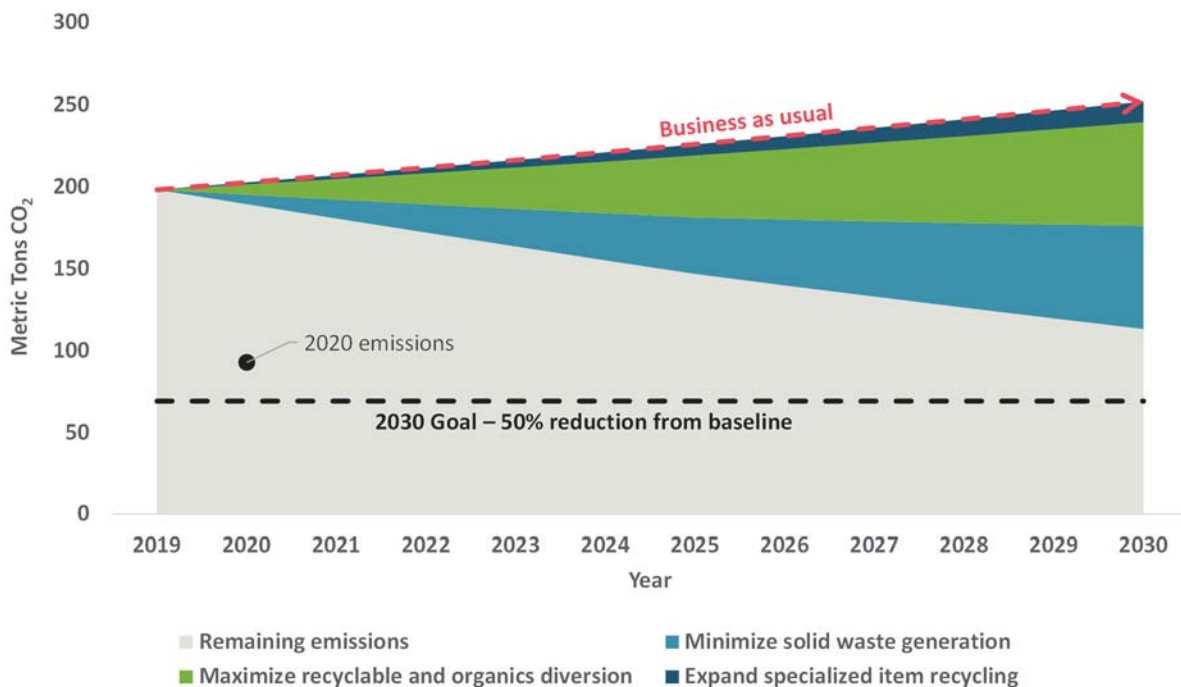 300
250
200
150
100
50
0
Metric Tons CO₂
Business as usual
2020 emissions
2030 Goal – 50% reduction from baseline
2019 2020 2021 2022 2023 2024 2025 2026 2027 2028 2029 2030
Year
Remaining emissions Minimize solid waste generation
Maximize recyclable and organics diversion Expand specialized item recycling